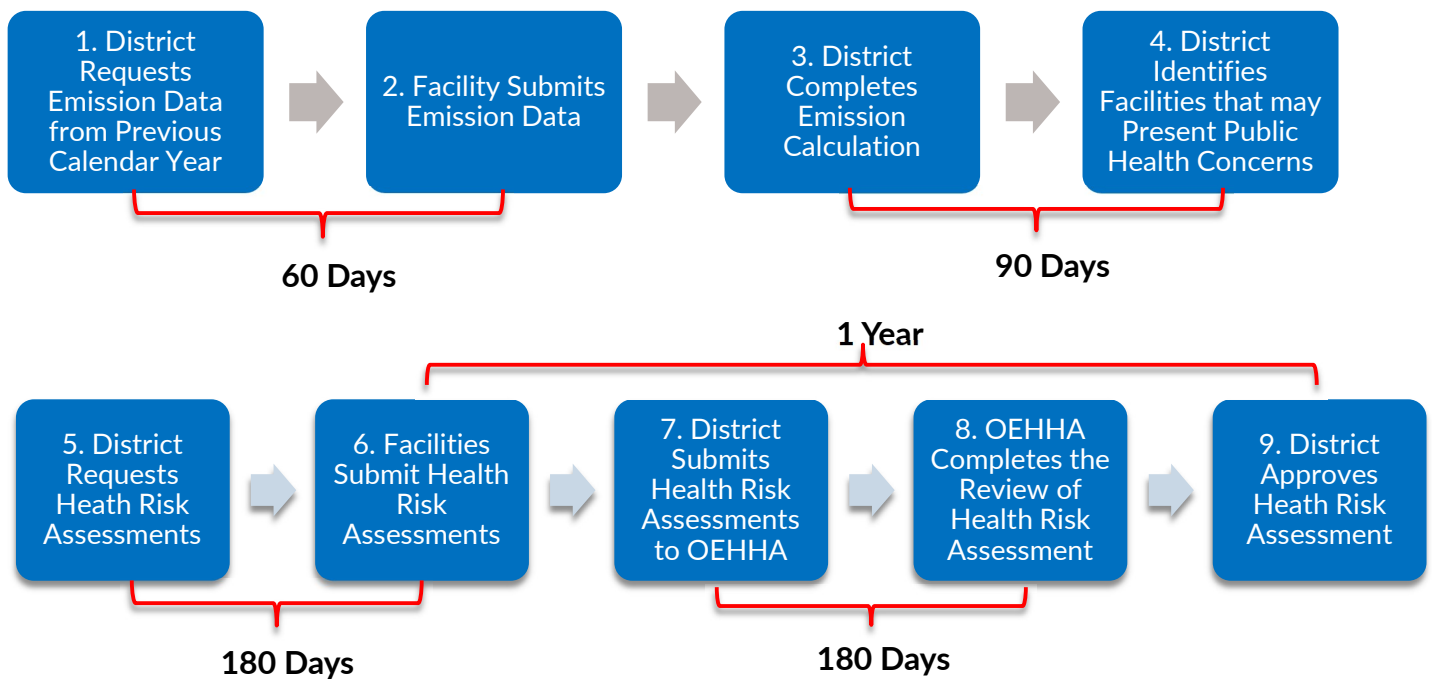 1. District
Requests
Emission Data
from Previous
Calendar Year
2. Facility Submits
Emission Data
3. District
Completes
Emission
Calculation
4. District
Identifies
Facilities that may
Present Public
Health Concerns
60 Days
90 Days
1 Year
5. District
Requests
Heath Risk
Assessments
6. Facilities
Submit Health
Risk
Assessments
7. District
Submits
Health Risk
Assessments
to OEHHA
8. OEHHA
Completes the
Review of
Health Risk
Assessment
9. District
Approves
Heath Risk
Assessment
180 Days
180 Days